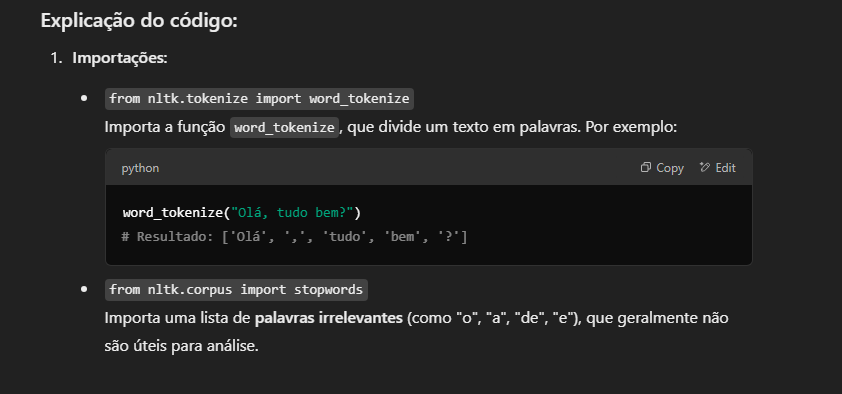 Explicação do código:
1. Importações:
• from nltk.tokenize import word_tokenize
Importa a função word_tokenize, que divide um texto em palavras. Por exemplo:
python Copy Edit
word_tokenize("Olá, tudo bem?")
# Resultado: ['Olá', ',', 'tudo', 'bem', '?']
• from nltk.corpus import stopwords
Importa uma lista de palavras irrelevantes (como "o", "a", "de", "e"), que geralmente não
são úteis para análise.